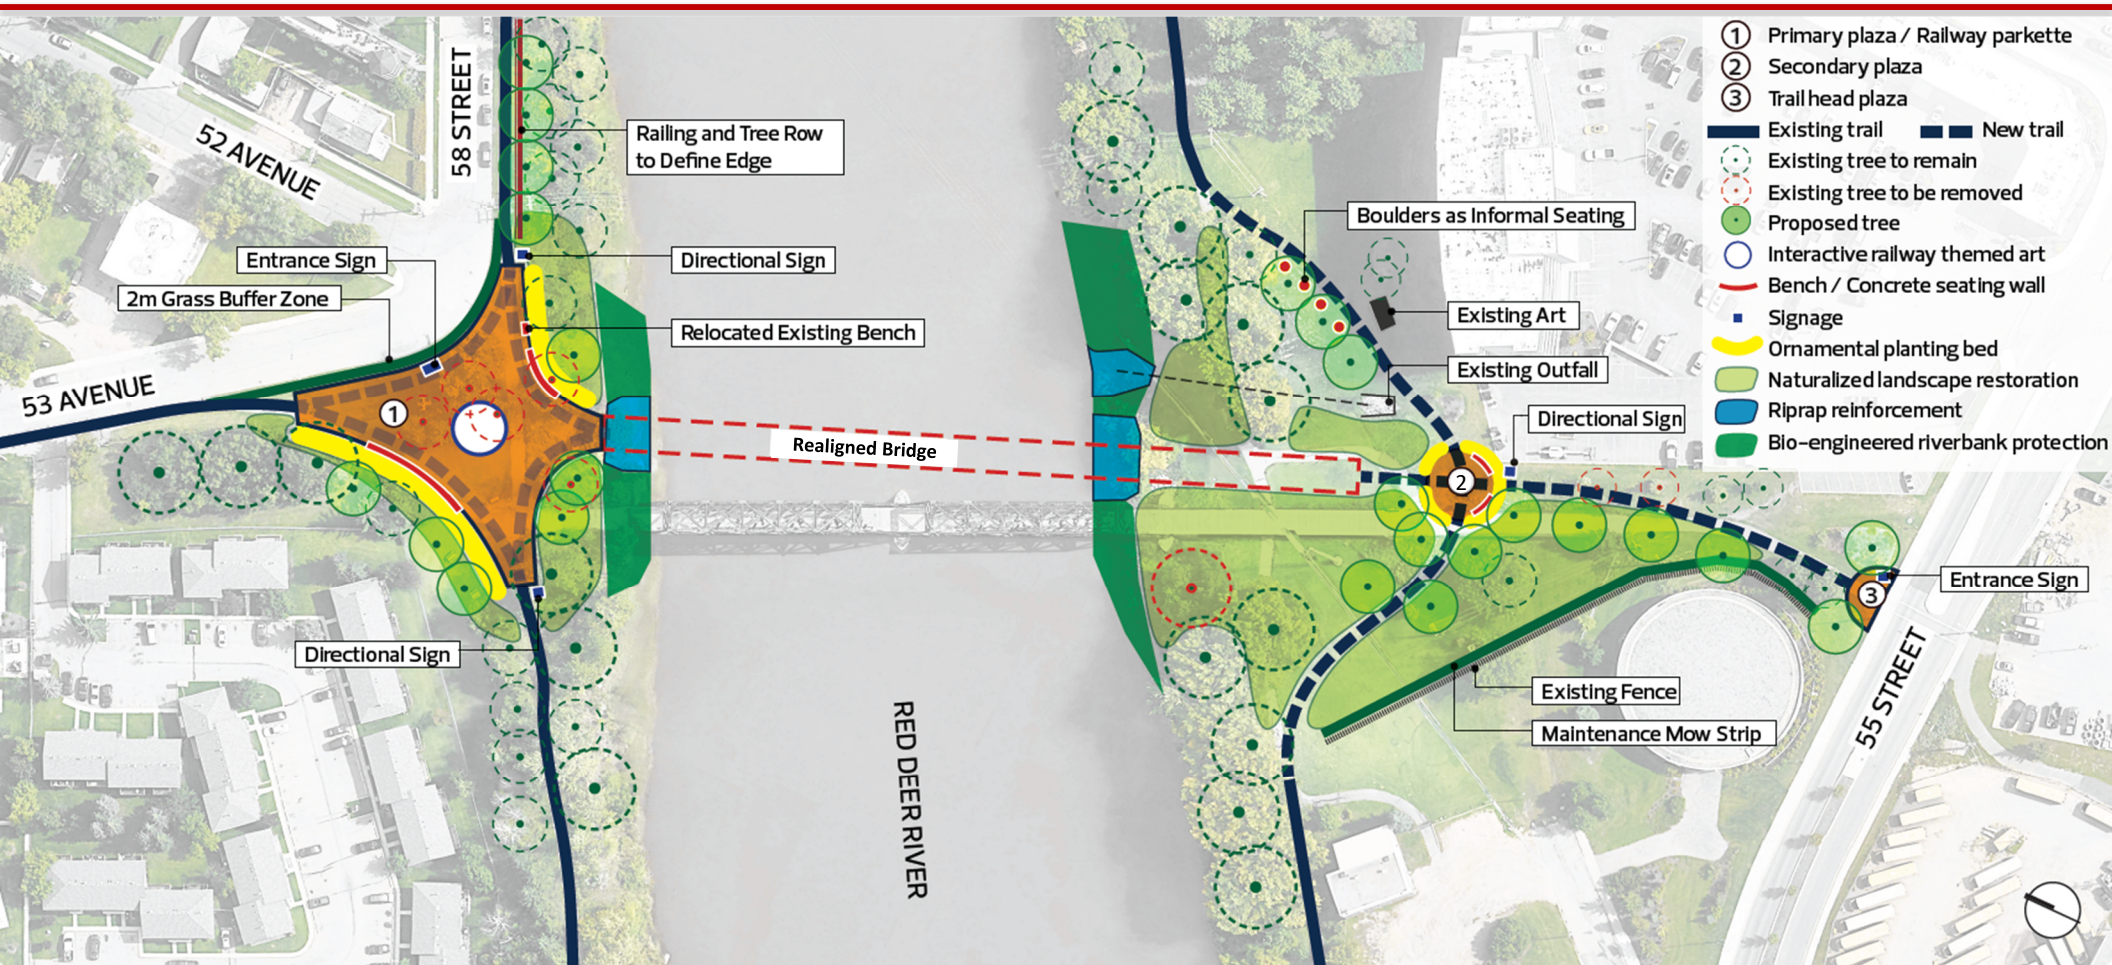 52 AVENUE
58 STREET
Railing and Tree Row
to Define Edge
Entrance Sign
2m Grass Buffer Zone
Directional Sign
Relocated Existing Bench
53 AVENUE
1
Realigned Bridge
Directional Sign
RED DEER RIVER
Boulders as Informal Seating
Existing Art
Existing Outfall
Directional Sign
2
Entrance Sign
3
Existing Fence
Maintenance Mow Strip
55 STREET
1 Primary plaza / Railway parkette
2 Secondary plaza
3 Trail head plaza
Existing trail
New trail
Existing tree to remain
Existing tree to be removed
Proposed tree
Interactive railway themed art
Bench / Concrete seating wall
Signage
Ornamental planting bed
Naturalized landscape restoration
Riprap reinforcement
Bio-engineered riverbank protection